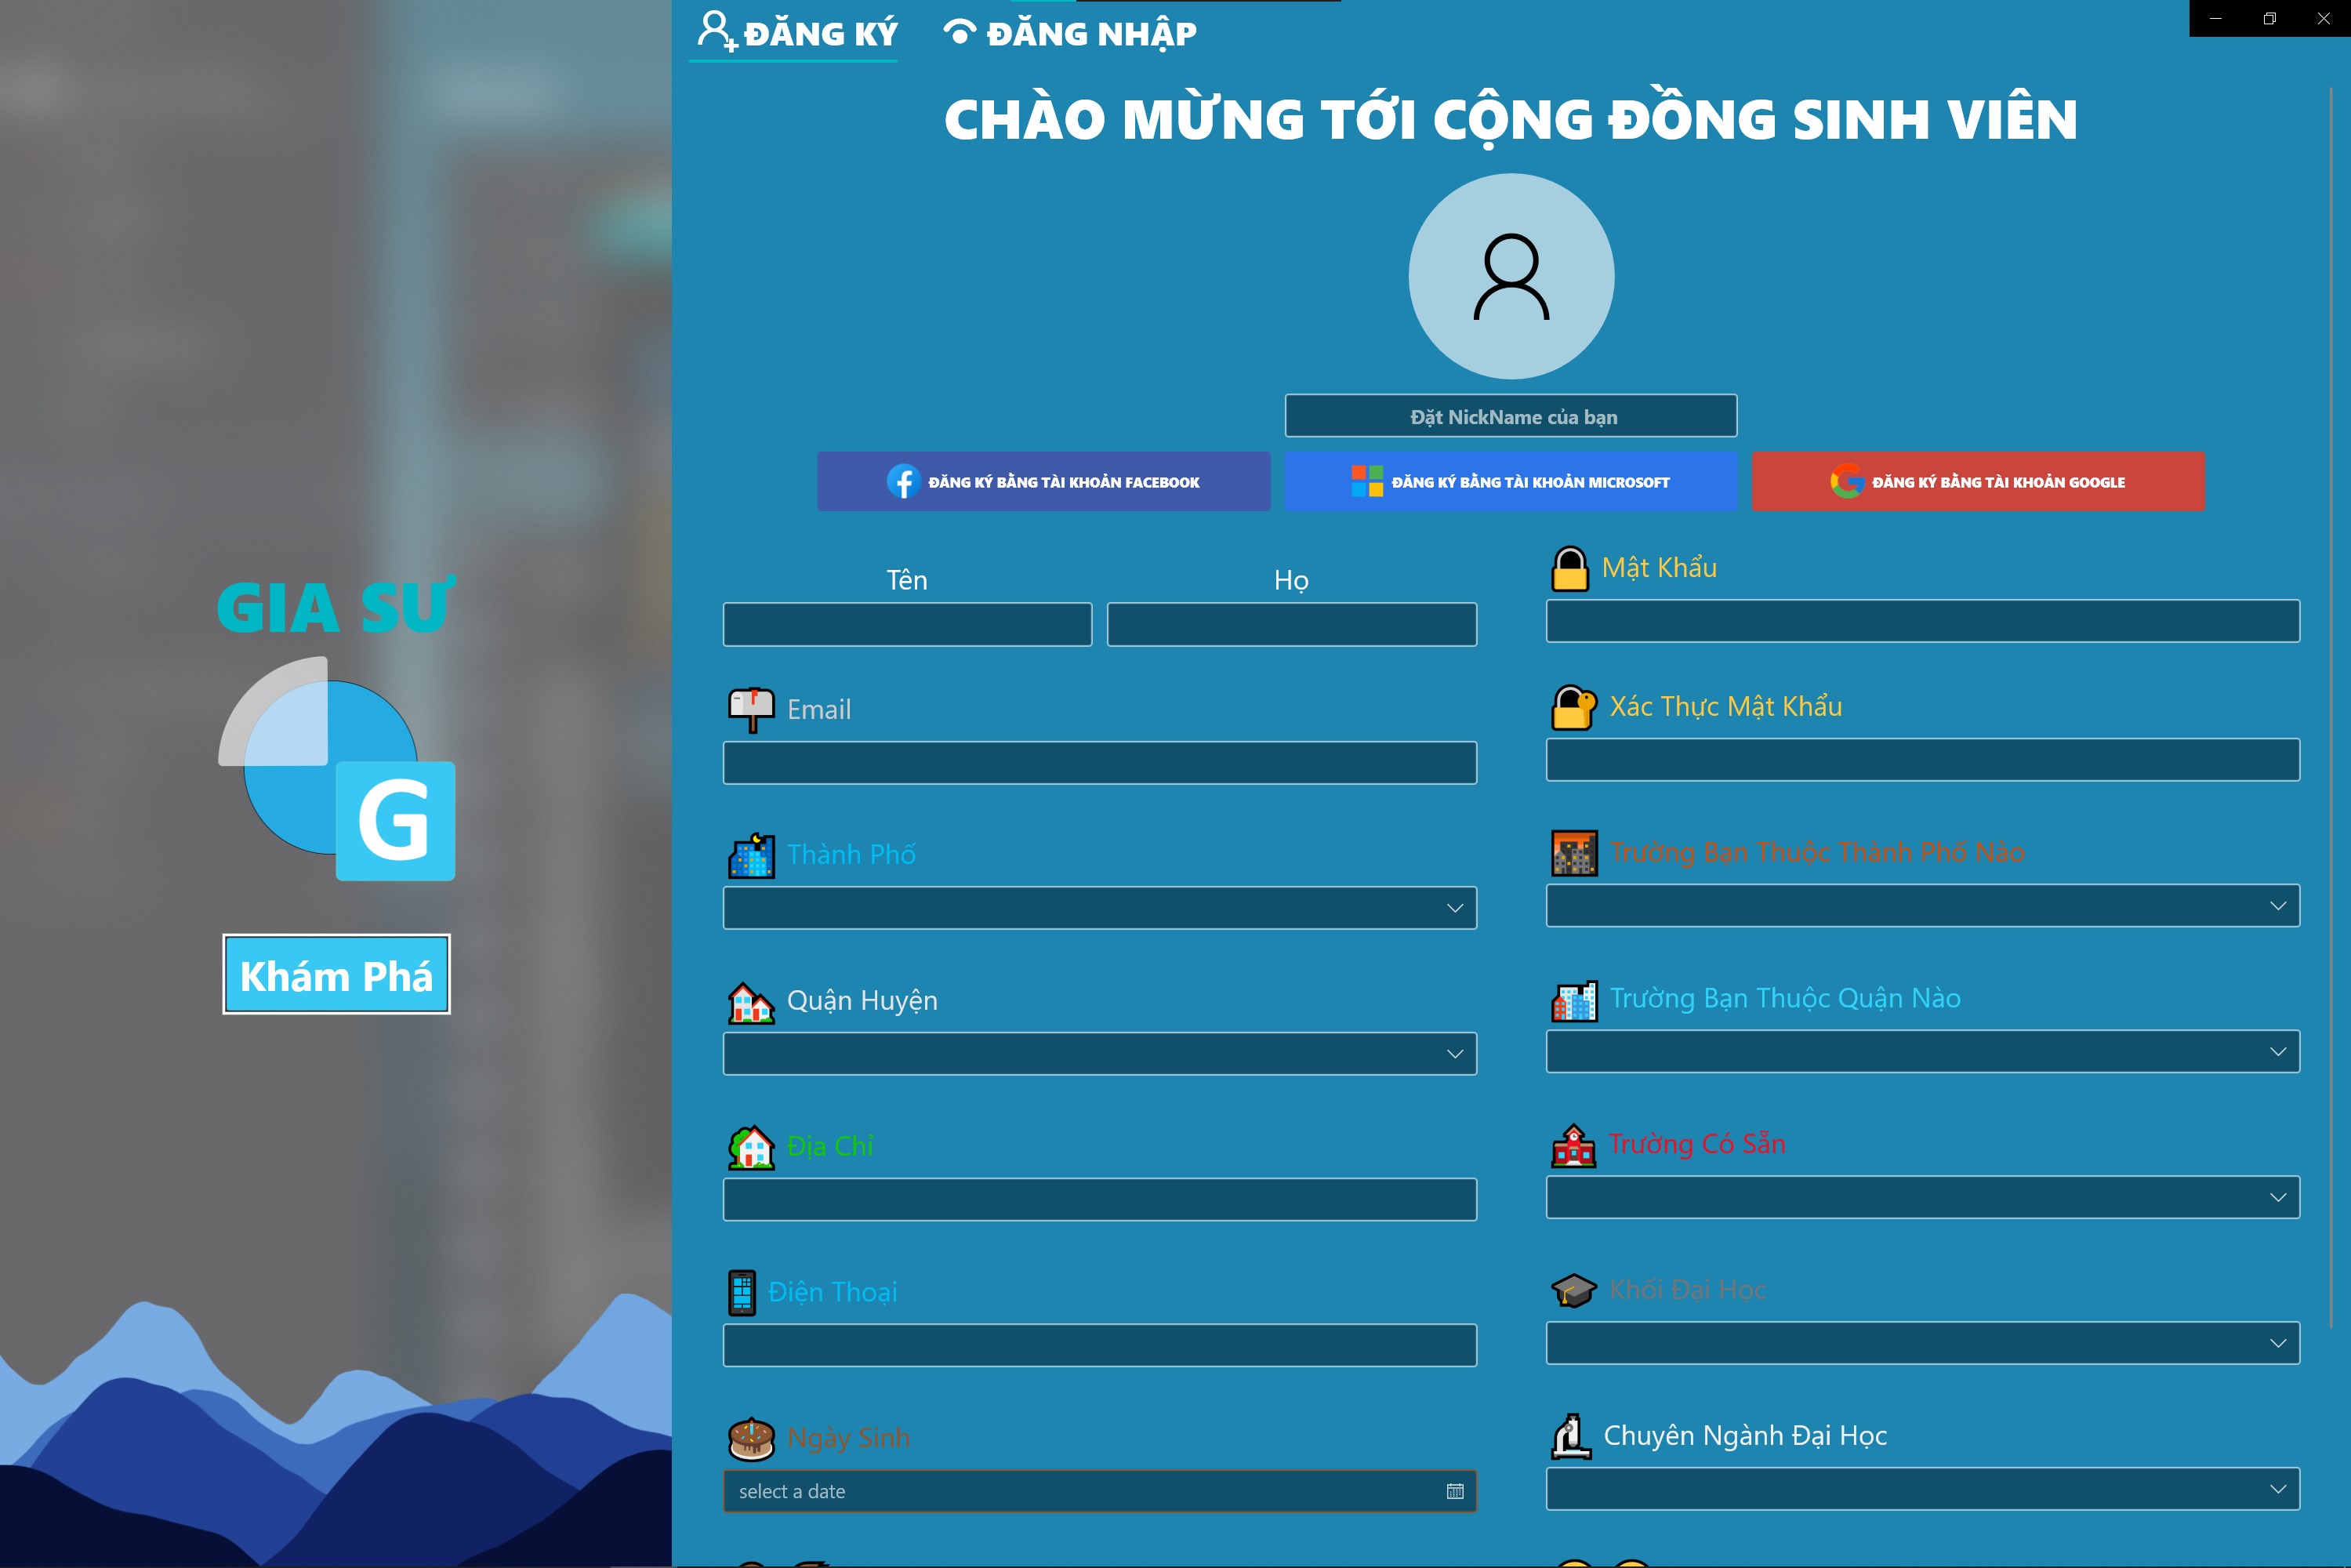 ĐĂNG KÝ
ĐĂNG NHẬP
CHÀO MỪNG TỚI CỘNG ĐỒNG SINH VIÊN
Đặt NickName của bạn
ĐĂNG KÝ BẰNG TÀI KHOẢN FACEBOOK
ĐĂNG KÝ BẰNG TÀI KHOẢN MICROSOFT
ĐĂNG KÝ BẰNG TÀI KHOẢN GOOGLE
GIA SƯ
G
Khám Phá
Tên
Họ
Mật Khẩu
Email
Xác Thực Mật Khẩu
Thành Phố
Trường Bạn Thuộc Thành Phố Nào
Quận Huyện
Trường Bạn Thuộc Quận Nào
Địa Chỉ
Trường Có Sẵn
Điện Thoại
Khối Đại Học
Ngày Sinh
select a date
Chuyên Ngành Đại Học